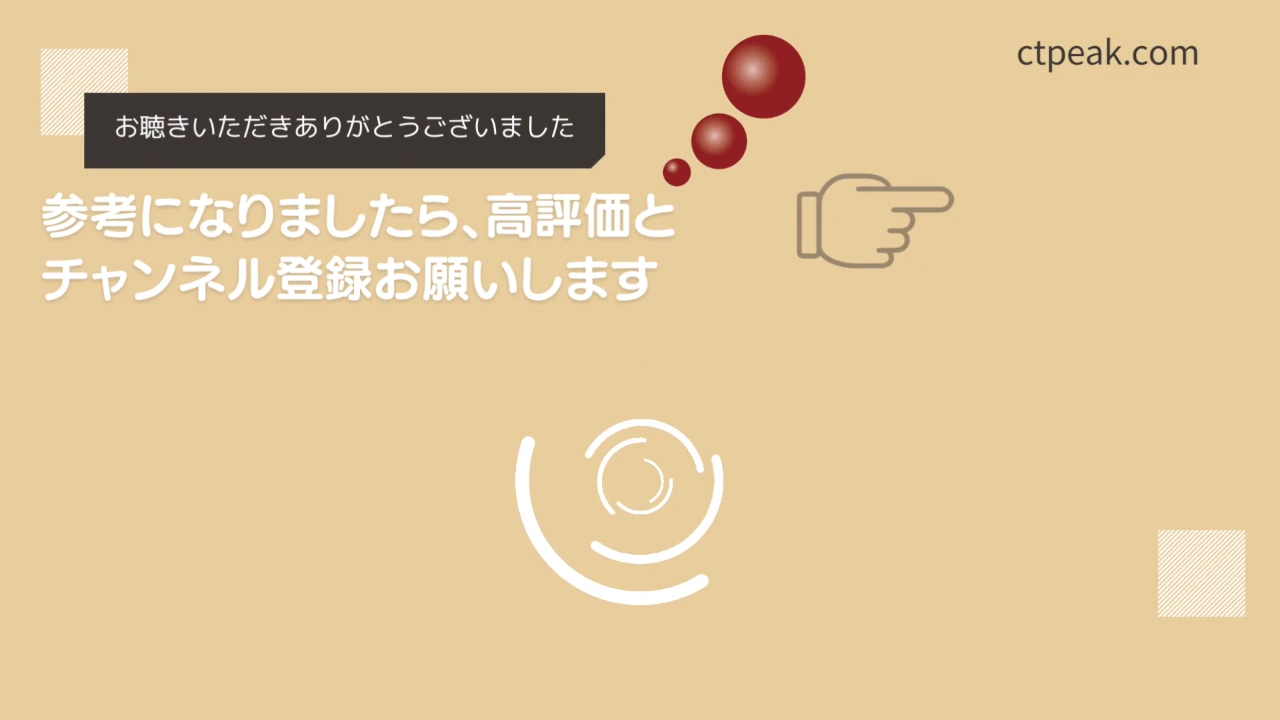 ctpeak.com
お聴きいただきありがとうございました
参考になりましたら、高評価と
チャンネル登録お願いします